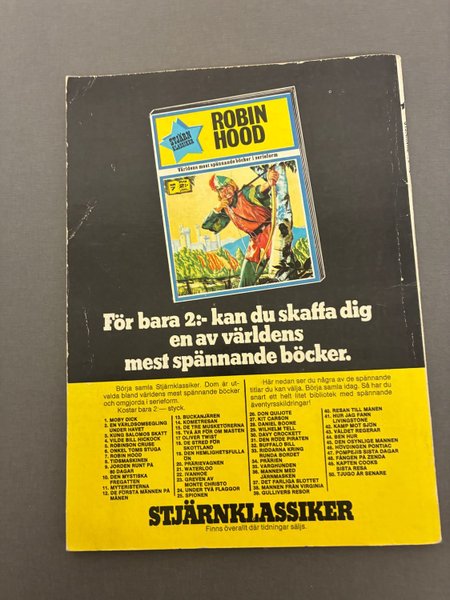 STJÄRN
KLASSIKER
ROBIN
HOOD
Världens mest spännande böcker i serieform
7
2:-
För bara 2:- kan du skaffa dig
en av världens
mest spännande böcker.
Börja samla Stjärnklassiker. Dom är ut-
valda bland världens mest spännande böcker
och omgjorda i serieform.
Kostar bara 2:— styck.
Här nedan ser du några av de spännande
titlar du kan välja. Börja samla idag. Så har du
snart ett helt litet bibliotek med spännande
äventyrsskildringar!
1. MOBY DICK
2. EN VÄRLDSOMSEGLING
UNDER HAVET
3. KUNG SALOMOS SKATT
4. VILDE BILL HICKOCK
5. ROBINSON CRUSE
6. ONKEL TOMS STUGA
7. ROBIN HOOD
8. TIDSMASKINEN
9. JORDEN RUNT PÅ
80 DAGAR
10. DEN MYSTISKA
FREGATTEN
11. MYTERISTERNA
12. DE FÖRSTA MÄNNEN PÅ
MÅNEN
13. BUCKANJÄREN
14. KOMETRESAN
15. DE TRE MUSKETÖRERNA
16. TVÅ ÅR FÖR OM MASTEN
17. OLIVER TWIST
18. DE STRED FÖR
SKOTTLAND
19. DEN HEMLIGHETSFULLA
ÖN
20. PRÄRIEVAGNEN
21. WATERLOO
22. IVANHOE
23. GREVEN AV
MONTE CHRISTO
24. UNDER TVÅ FLAGGOR
25. SPIONEN
26. DON QUIJOTE
27. KIT CARSON
28. DANIEL BOONE
29. WILHELM TELL
30. DAVY CROCKETT
31. DEN RÖDE PIRATEN
32. BUFFALO BILL
33. RIDDARNA KRING
RUNDA BORDET
34. PRÄRIEN
35. VARGHUNDEN
36. MANNEN MED
JÄRNMASKEN
37. DET FARLIGA SLOTTET
38. MANNEN FRÅN VIRGINIA
39. GULLIVERS RESOR
40. RESAN TILL MÅNEN
41. HUR JAG FANN
LIVINGSTONE
42. KAMP MOT SJÖN
43. VÅLDET REGERAR
44. BEN HUR
45. DEN OSYNLIGE MANNEN
46. HÖVDINGEN PONTIAC
47. POMPEJIS SISTA DAGAR
48. FÅNGEN PÅ ZENDA
49. KAPTEN COOKS
SISTA RESA
50. TJUGO ÅR SENARE
STJÄRNKLASSIKER
Finns överallt där tidningar säljs.